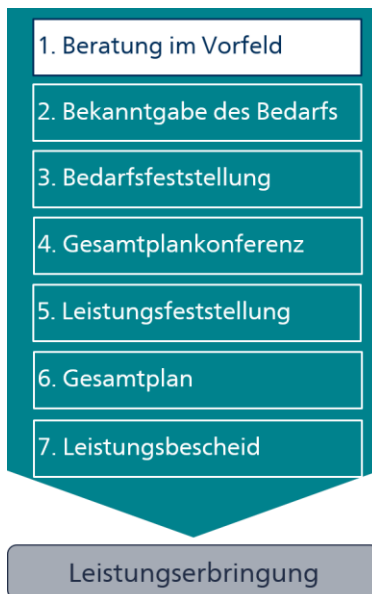 1. Beratung im Vorfeld
2. Bekanntgabe des Bedarfs
3. Bedarfsfeststellung
4. Gesamtplankonferenz
5. Leistungsfeststellung
6. Gesamtplan
7. Leistungsbescheid
Leistungserbringung